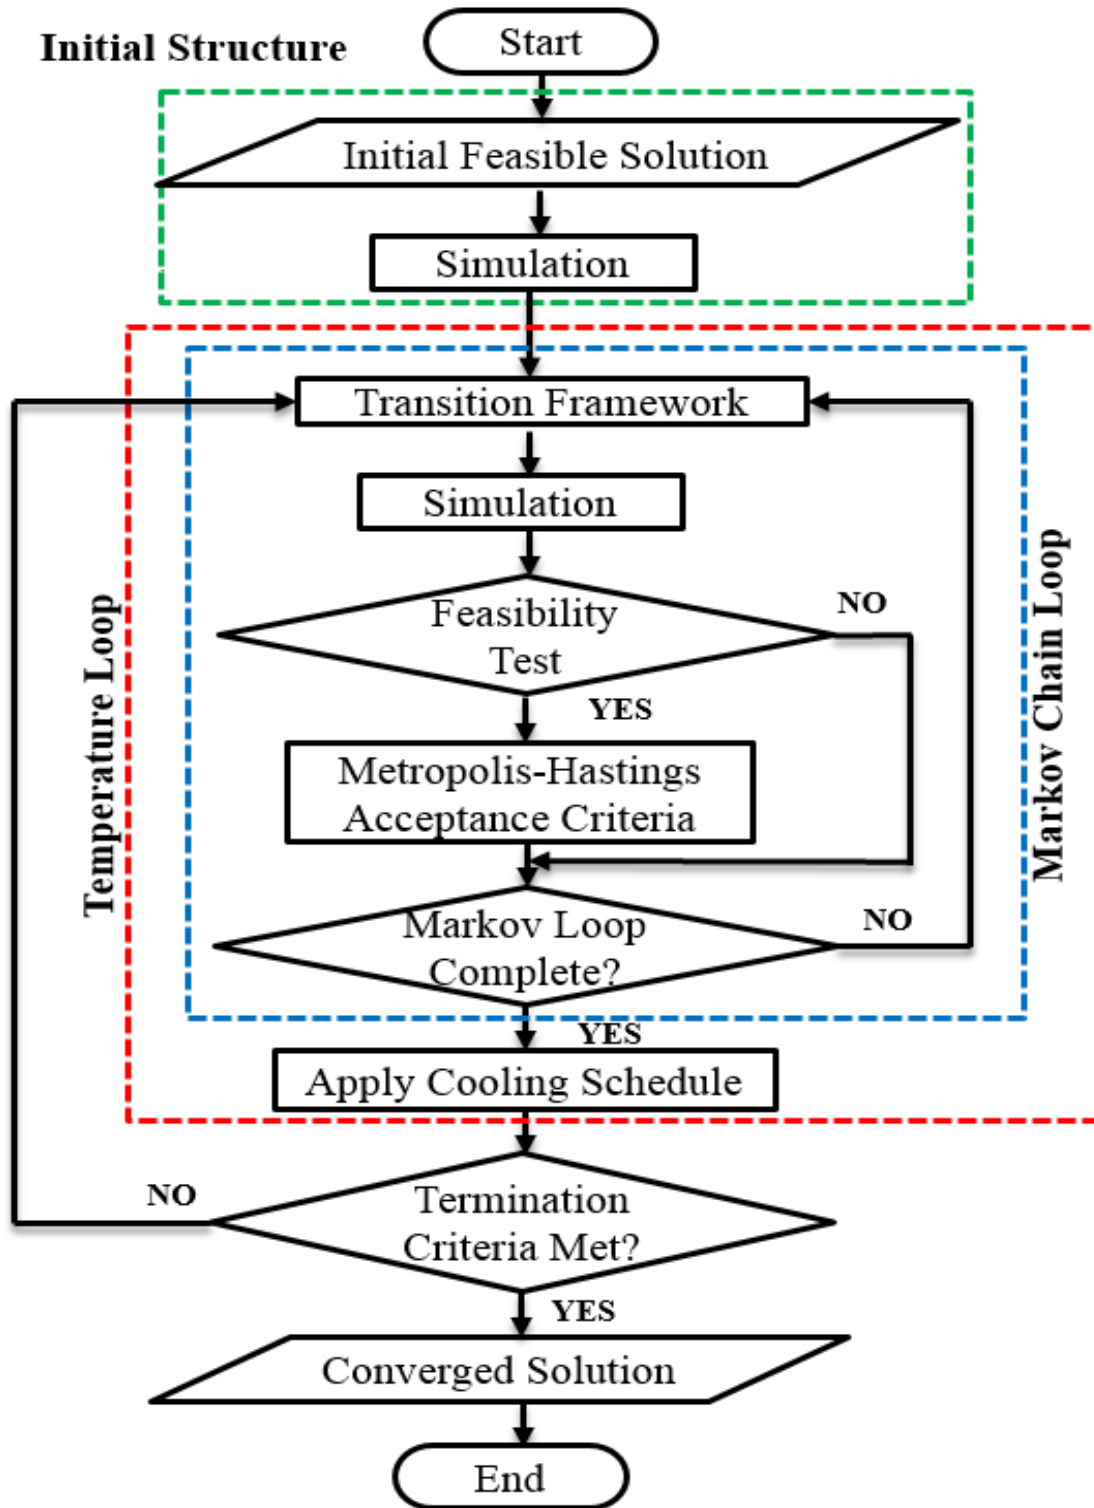 Initial Structure
Start
Initial Feasible Solution
Simulation
Transition Framework
Simulation
Feasibility
Test
NO
YES
Metropolis-Hastings
Acceptance Criteria
Markov Loop
Complete?
NO
YES
Apply Cooling Schedule
Temperature Loop
Markov Chain Loop
Termination
Criteria Met?
NO
YES
Converged Solution
End